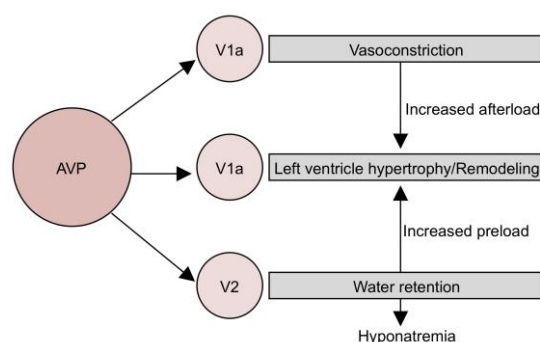 V1a
Vasoconstriction
Increased afterload
AVP
V1a
Left ventricle hypertrophy/Remodeling
Increased preload
V2
Water retention
Hyponatremia